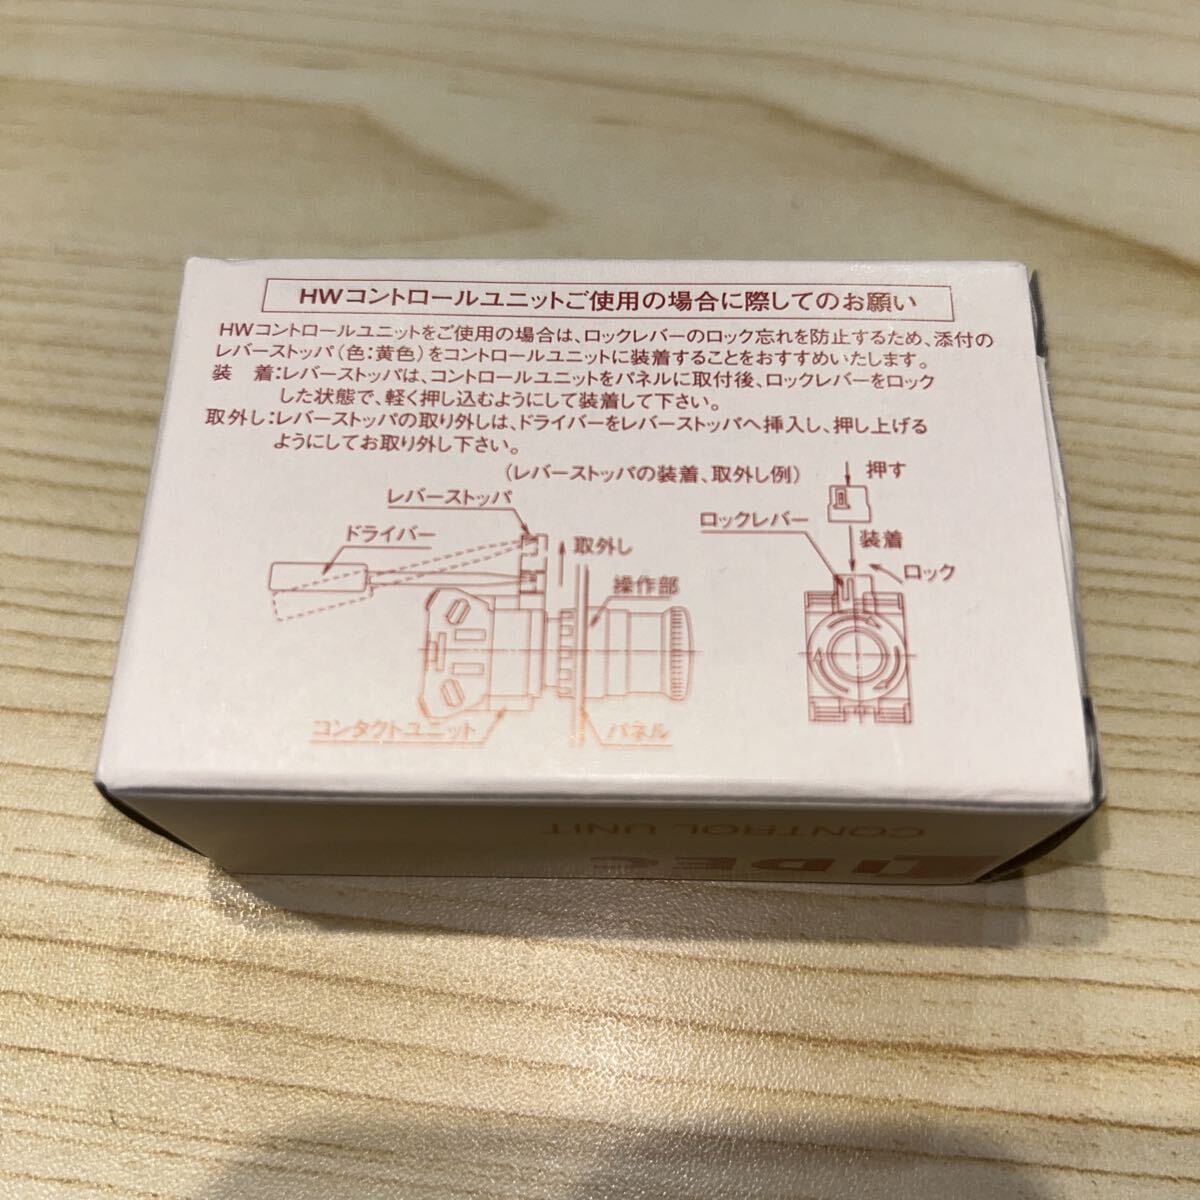 HWコントロールユニットご使用の場合に際してのお願い
HWコントロールユニットをご使用の場合は、ロックレバーのロック忘れを防止するため、添付の
レバーストッパ(色:黄色)をコントロールユニットに装着することをおすすめいたします。
装　着:レバーストッパは、コントロールユニットをパネルに取付後、ロックレバーをロック
した状態で、軽く押し込むようにして装着して下さい。
取外し:レバーストッパの取り外しは、ドライバーをレバーストッパへ挿入し、押し上げる
ようにしてお取り外し下さい。
(レバーストッパの装着、取外し例)
押す
レバーストッパ
ロックレバー
ドライバー
取外し
装着
ロック
操作部
コンタクトユニット
パネル
CONTROL UNIT
IDEC